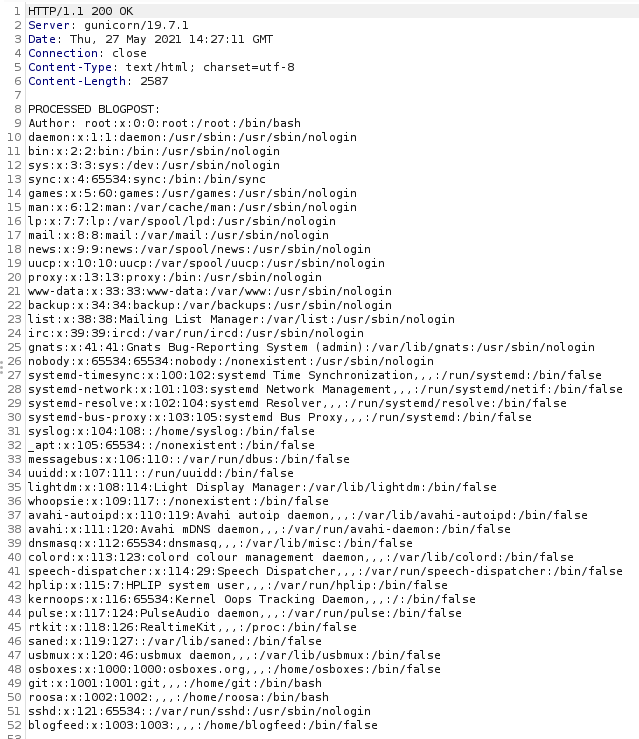 1 HTTP/1.1 200 OK
2 Server: gunicorn/19.7.1
3 Date: Thu, 27 May 2021 14:27:11 GMT
4 Connection: close
5 Content-Type: text/html; charset=utf-8
6 Content-Length: 2587
7
8 PROCESSED BLOGPOST:
9 Author: root:x:0:0:root:/root:/bin/bash
10 daemon:x:1:1:daemon:/usr/sbin:/usr/sbin/nologin
11 bin:x:2:2:bin:/bin:/usr/sbin/nologin
12 sys:x:3:3:sys:/dev:/usr/sbin/nologin
13 sync:x:4:65534:sync:/bin:/bin/sync
14 games:x:5:60:games:/usr/games:/usr/sbin/nologin
15 man:x:6:12:man:/var/cache/man:/usr/sbin/nologin
16 lp:x:7:7:lp:/var/spool/lpd:/usr/sbin/nologin
17 mail:x:8:8:mail:/var/mail:/usr/sbin/nologin
18 news:x:9:9:news:/var/spool/news:/usr/sbin/nologin
19 uucp:x:10:10:uucp:/var/spool/uucp:/usr/sbin/nologin
20 proxy:x:13:13:proxy:/bin:/usr/sbin/nologin
21 www-data:x:33:33:www-data:/var/www:/usr/sbin/nologin
22 backup:x:34:34:backup:/var/backups:/usr/sbin/nologin
23 list:x:38:38:Mailing List Manager:/var/list:/usr/sbin/nologin
24 irc:x:39:39:ircd:/var/run/ircd:/usr/sbin/nologin
25 gnats:x:41:41:Gnats Bug-Reporting System (admin):/var/lib/gnats:/usr/sbin/nologin
26 nobody:x:65534:65534:nobody:/nonexistent:/usr/sbin/nologin
27 systemd-timesync:x:100:102:systemd Time Synchronization,,,:/run/systemd:/bin/false
28 systemd-network:x:101:103:systemd Network Management,,,:/run/systemd/netif:/bin/false
29 systemd-resolve:x:102:104:systemd Resolver,,,:/run/systemd/resolve:/bin/false
30 systemd-bus-proxy:x:103:105:systemd Bus Proxy,,,:/run/systemd:/bin/false
31 syslog:x:104:108::/home/syslog:/bin/false
32 _apt:x:105:65534::/nonexistent:/bin/false
33 messagebus:x:106:110::/var/run/dbus:/bin/false
34 uuidd:x:107:111::/run/uuidd:/bin/false
35 lightdm:x:108:114:Light Display Manager:/var/lib/lightdm:/bin/false
36 whoopsie:x:109:117::/nonexistent:/bin/false
37 avahi-autoipd:x:110:119:Avahi autoip daemon,,,:/var/lib/avahi-autoipd:/bin/false
38 avahi:x:111:120:Avahi mDNS daemon,,,:/var/run/avahi-daemon:/bin/false
39 dnsmasq:x:112:65534:dnsmasq,,,:/var/lib/misc:/bin/false
40 colord:x:113:123:colord colour management daemon,,,:/var/lib/colord:/bin/false
41 speech-dispatcher:x:114:29:Speech Dispatcher,,,:/var/run/speech-dispatcher:/bin/false
42 hplip:x:115:7:HPLIP system user,,,:/var/run/hplip:/bin/false
43 kernoops:x:116:65534:Kernel Oops Tracking Daemon,,,:/:/bin/false
44 pulse:x:117:124:PulseAudio daemon,,,:/var/run/pulse:/bin/false
45 rtkit:x:118:126:RealtimeKit,,,:/proc:/bin/false
46 saned:x:119:127::/var/lib/saned:/bin/false
47 usbmux:x:120:46:usbmux daemon,,,:/var/lib/usbmux:/bin/false
48 osboxes:x:1000:1000:osboxes.org,,,:/home/osboxes:/bin/false
49 git:x:1001:1001:git,,,:/home/git:/bin/bash
50 roosa:x:1002:1002:,,,:/home/roosa:/bin/bash
51 sshd:x:121:65534::/var/run/sshd:/usr/sbin/nologin
52 blogfeed:x:1003:1003:,,,:/home/blogfeed:/bin/false
53